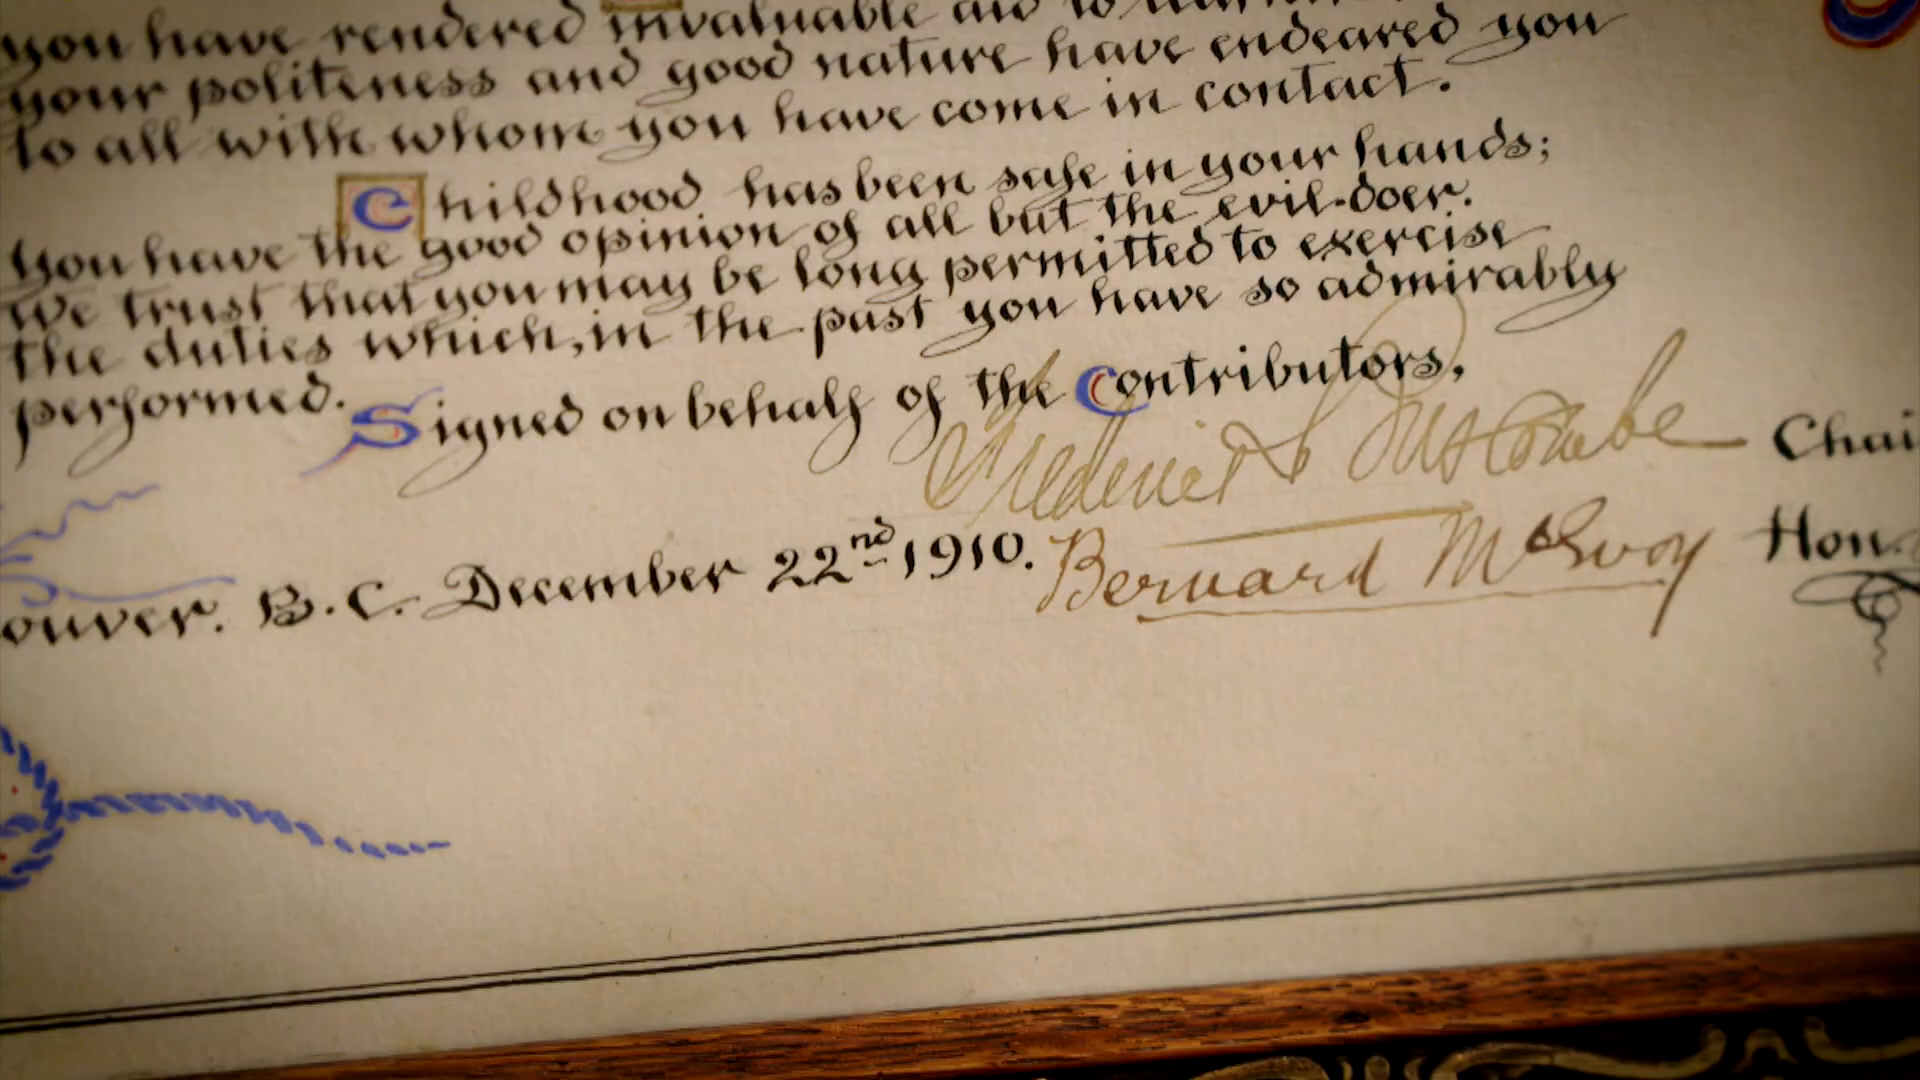 you have rendered invaluable aid to
your politeness and good nature have endeared you
to all with whom you have come in contact.
Childhood has been safe in your hands;
you have the good opinion of all but the evil-doer.
We trust that you may be long permitted to exercise
the duties which, in the past you have so admirably
performed.
Signed on behalf of the Contributors,
Frederic Chai
ouver. B.C. December 22nd 1910. Bernard McEvoy Hon.